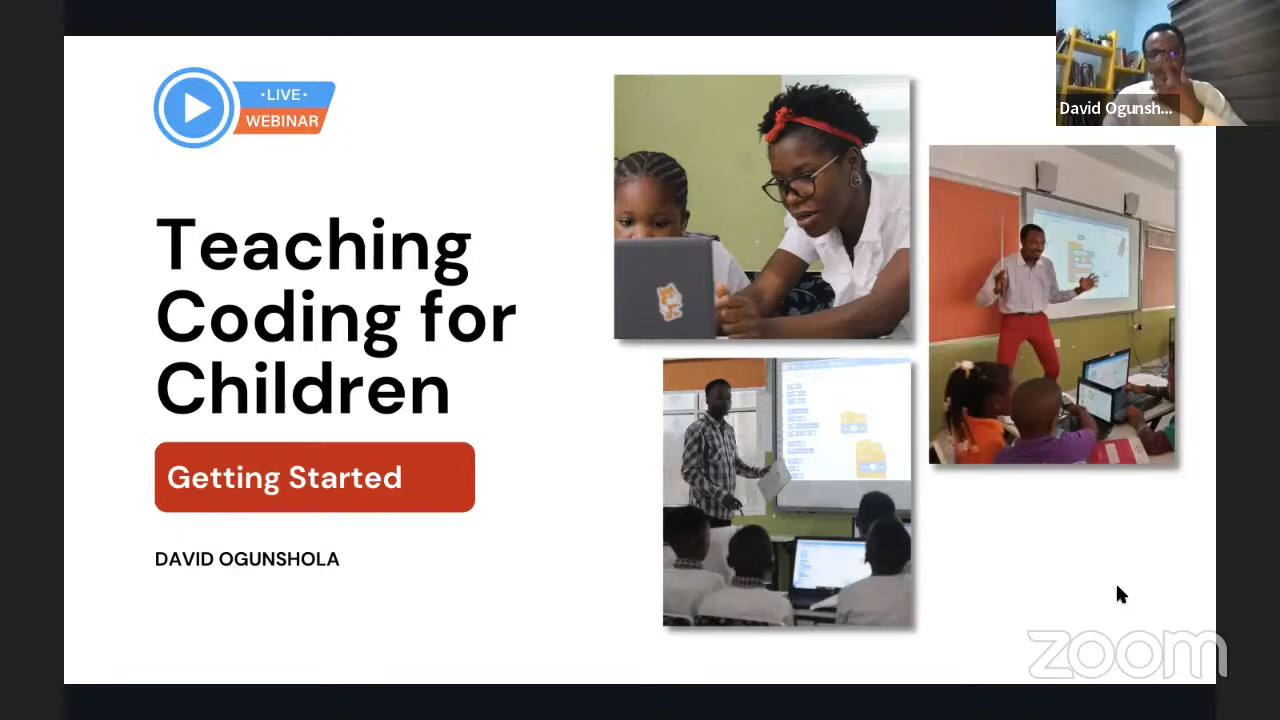 ·LIVE·
WEBINAR
Teaching
Coding for
Children
Getting Started
DAVID OGUNSHOLA
David Ogunsh...
zoom